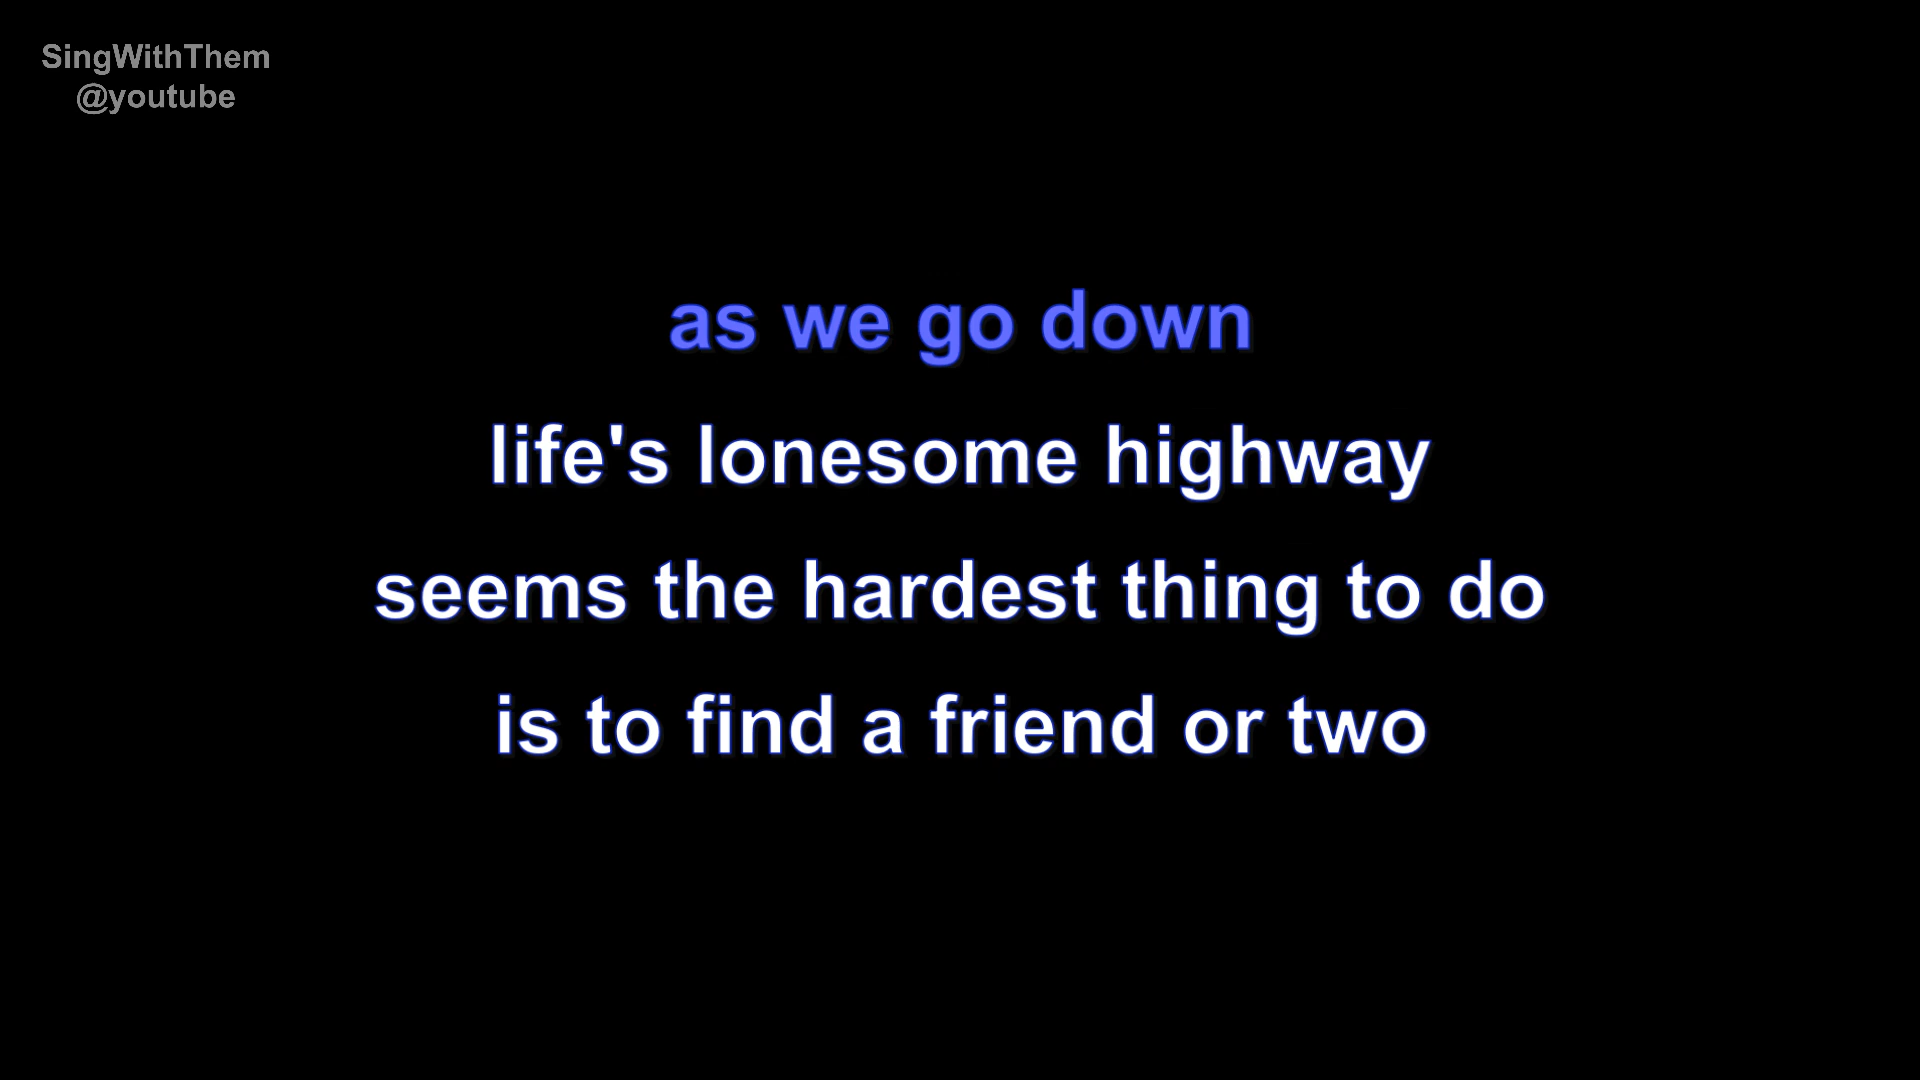 SingWithThem
@youtube
as we go down
life's lonesome highway
seems the hardest thing to do
is to find a friend or two